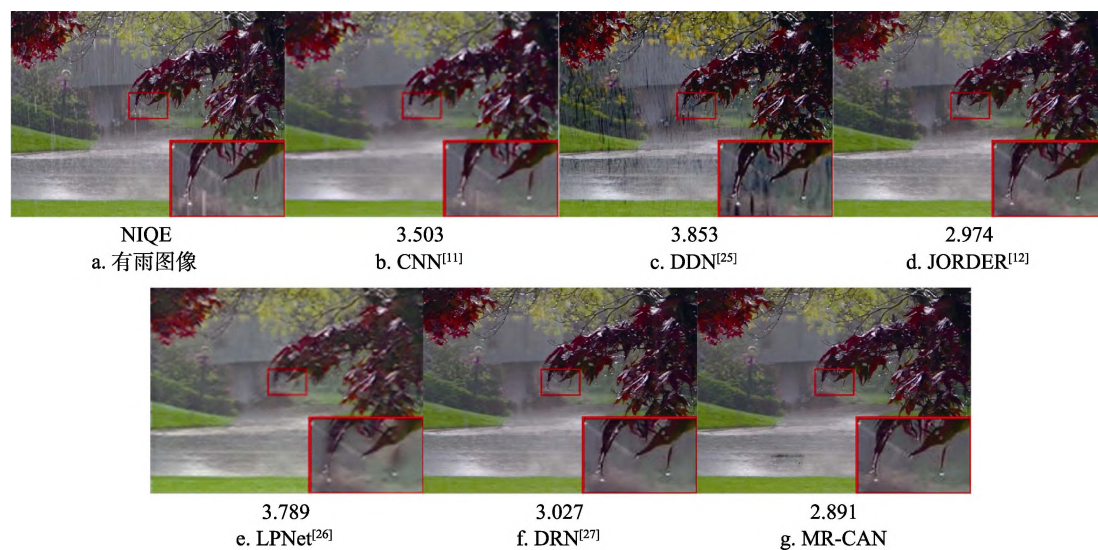 NIQE 3.503 3.853 2.974
a. 有雨图像 b. CNN[11] c. DDN[25] d. JORDER[12]
3.789 3.027 2.891
e. LPNet[26] f. DRN[27] g. MR-CAN